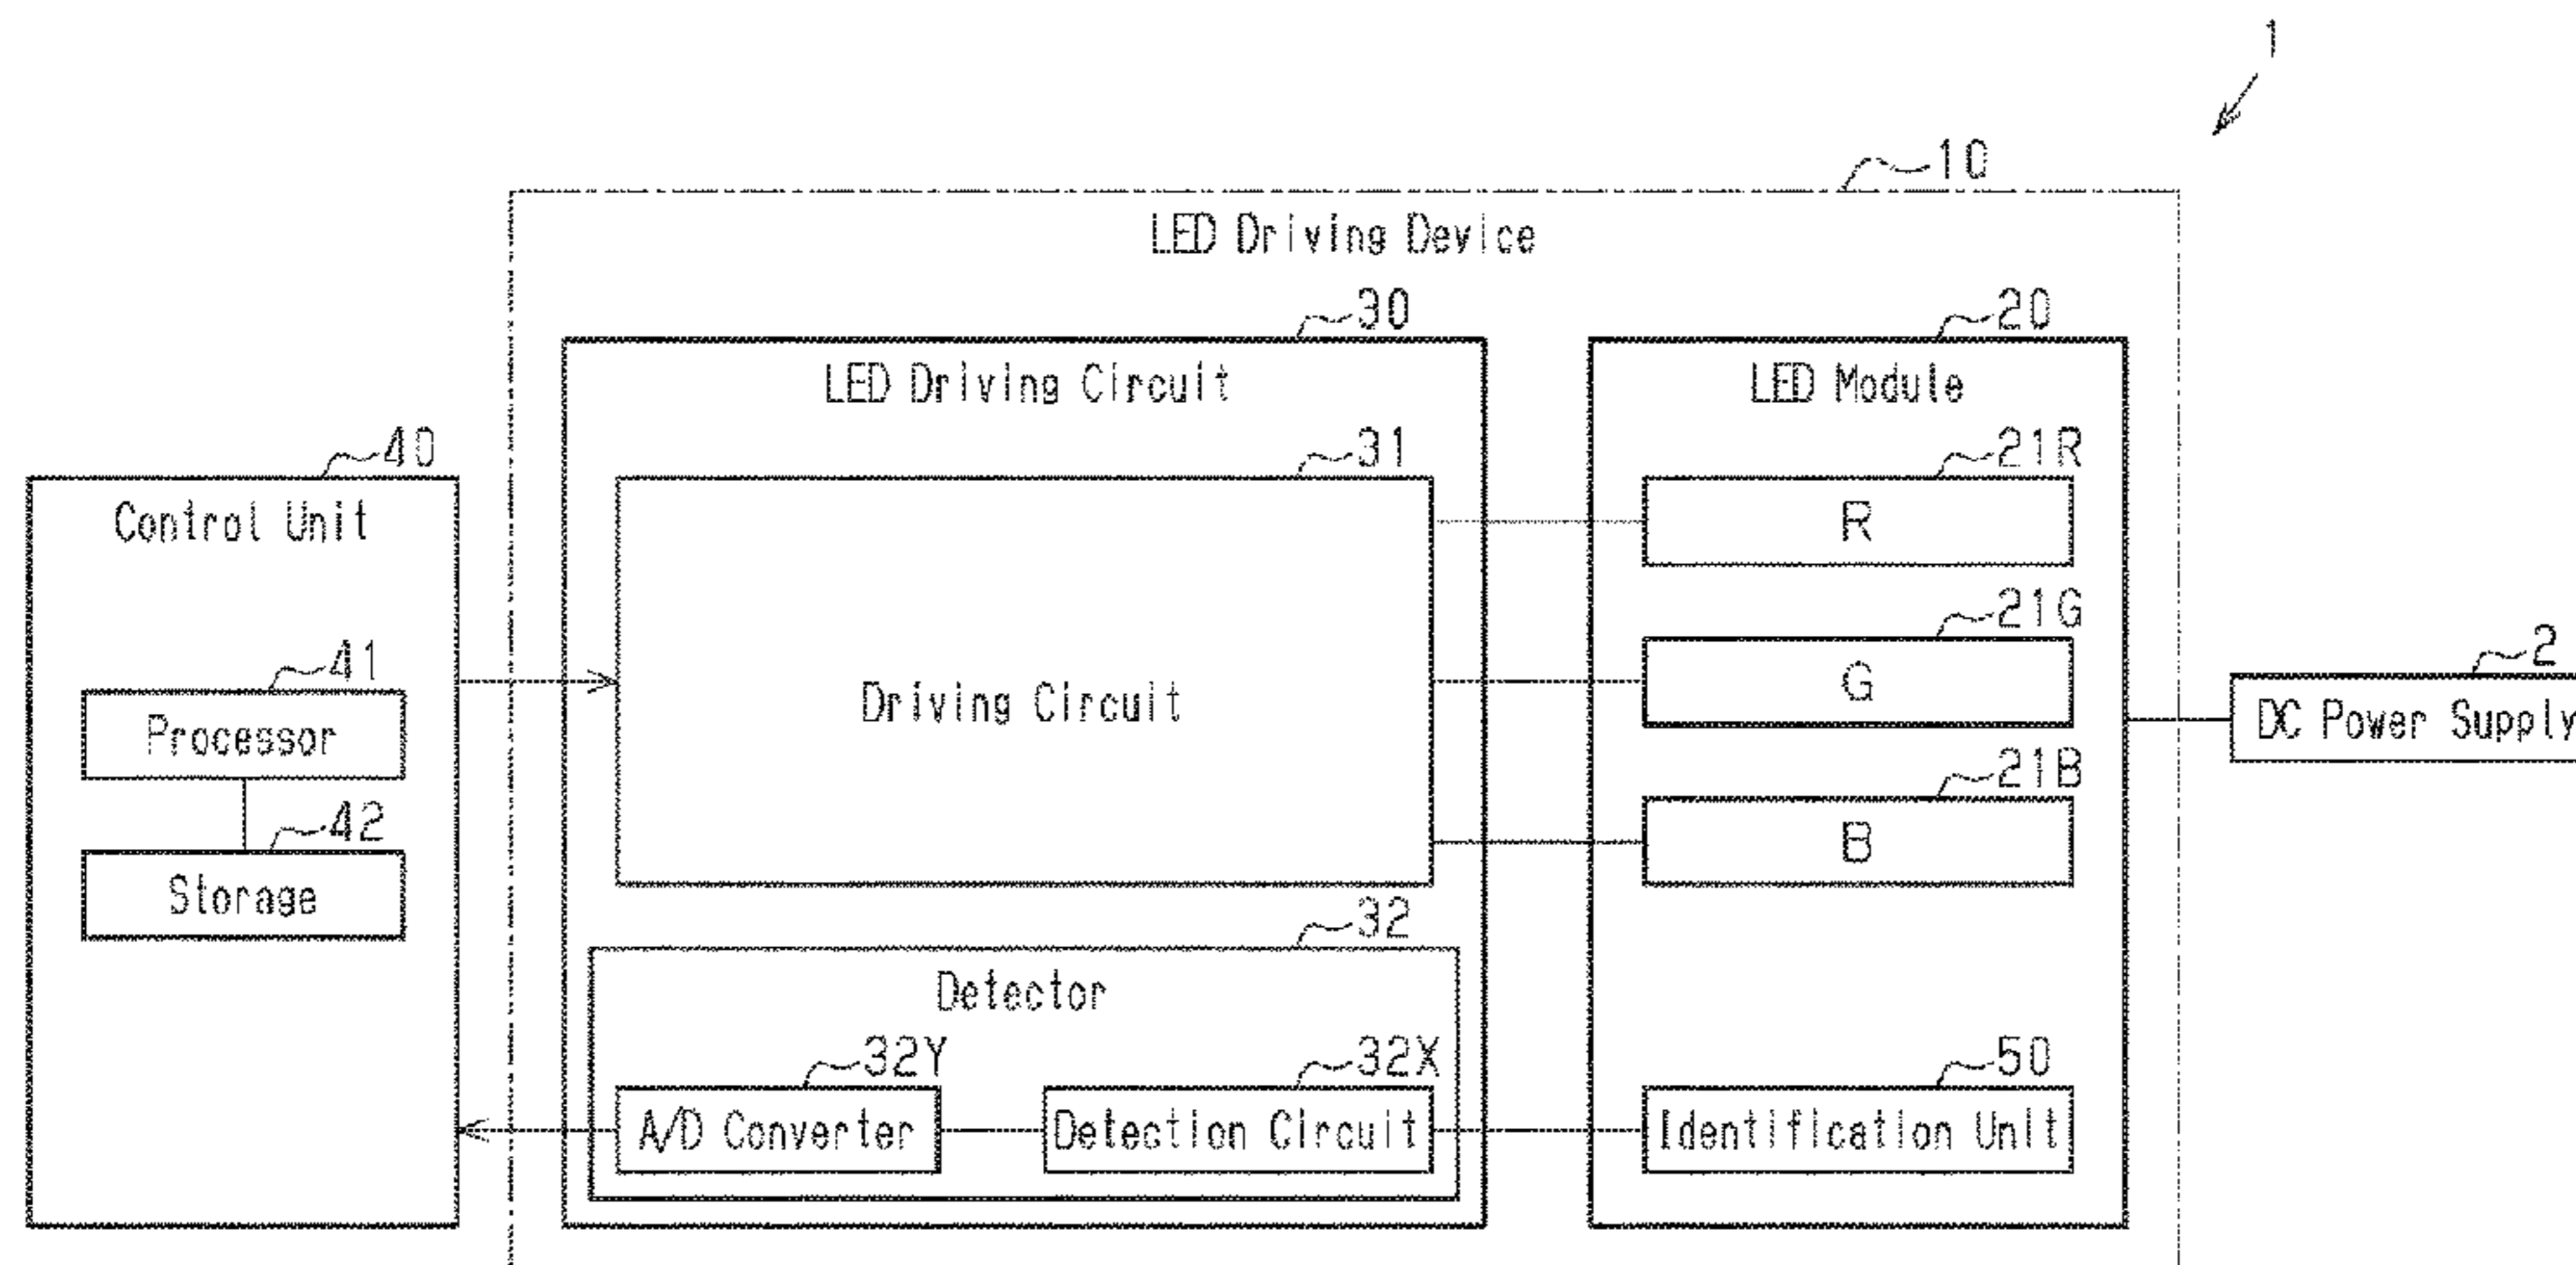 1
10
LED Driving Device
30
LED Driving Circuit
20
LED Module
40
Control Unit
31
Driving Circuit
21R
R
21G
G
21B
B
41
Processor
42
Storage
2
DC Power Supply
32
Detector
32Y
A/D Converter
32X
Detection Circuit
50
Identification Unit